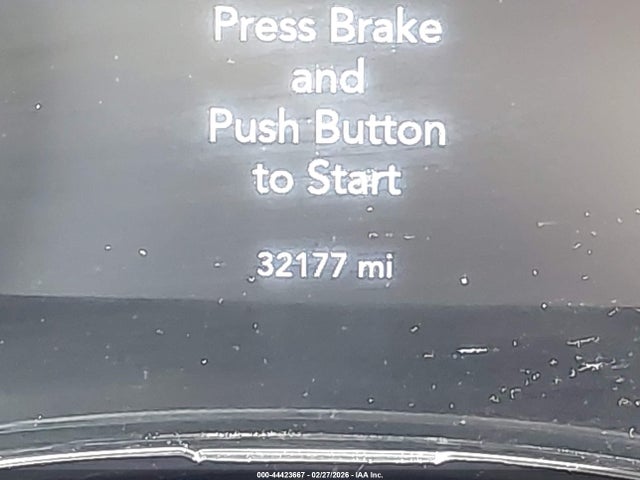 Press Brake
and
Push Button
to Start
32177 mi
000-44423667 - 02/27/2026 - IAA Inc.